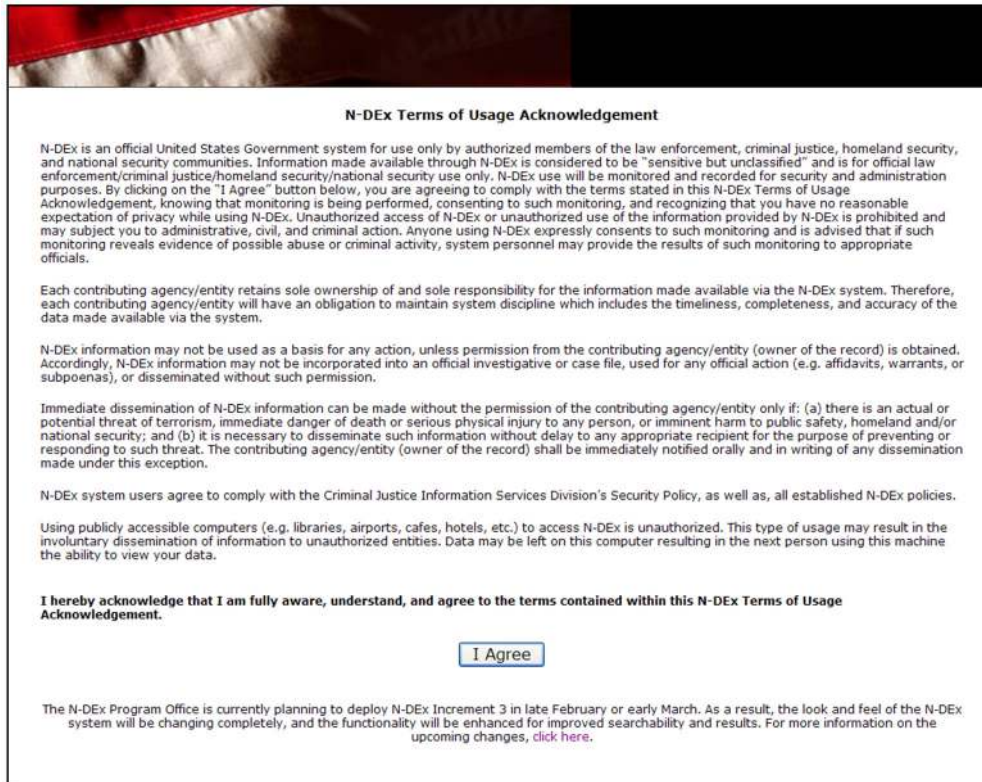 N-DEx Terms of Usage Acknowledgement
N-DEx is an official United States Government system for use only by authorized members of the law enforcement, criminal justice, homeland security,
and national security communities. Information made available through N-DEx is considered to be "sensitive but unclassified" and is for official law
enforcement/criminal justice/homeland security/national security use only. N-DEx use will be monitored and recorded for security and administration
purposes. By clicking on the "I Agree" button below, you are agreeing to comply with the terms stated in this N-DEx Terms of Usage
Acknowledgement, knowing that monitoring is being performed, consenting to such monitoring, and recognizing that you have no reasonable
expectation of privacy while using N-DEx. Unauthorized access of N-DEx or unauthorized use of the information provided by N-DEx is prohibited and
may subject you to administrative, civil, and criminal action. Anyone using N-DEx expressly consents to such monitoring and is advised that if such
monitoring reveals evidence of possible abuse or criminal activity, system personnel may provide the results of such monitoring to appropriate
officials.
Each contributing agency/entity retains sole ownership of and sole responsibility for the information made available via the N-DEx system. Therefore,
each contributing agency/entity will have an obligation to maintain system discipline which includes the timeliness, completeness, and accuracy of the
data made available via the system.
N-DEx information may not be used as a basis for any action, unless permission from the contributing agency/entity (owner of the record) is obtained.
Accordingly, N-DEx information may not be incorporated into an official investigative or case file, used for any official action (e.g. affidavits, warrants, or
subpoenas), or disseminated without such permission.
Immediate dissemination of N-DEx information can be made without the permission of the contributing agency/entity only if: (a) there is an actual or
potential threat of terrorism, immediate danger of death or serious physical injury to any person, or imminent harm to public safety, homeland and/or
national security; and (b) it is necessary to disseminate such information without delay to any appropriate recipient for the purpose of preventing or
responding to such threat. The contributing agency/entity (owner of the record) shall be immediately notified orally and in writing of any dissemination
made under this exception.
N-DEx system users agree to comply with the Criminal Justice Information Services Division's Security Policy, as well as, all established N-DEx policies.
Using publicly accessible computers (e.g. libraries, airports, cafes, hotels, etc.) to access N-DEx is unauthorized. This type of usage may result in the
involuntary dissemination of information to unauthorized entities. Data may be left on this computer resulting in the next person using this machine
the ability to view your data.
I hereby acknowledge that I am fully aware, understand, and agree to the terms contained within this N-DEx Terms of Usage
Acknowledgement.
I Agree
The N-DEx Program Office is currently planning to deploy N-DEx Increment 3 in late February or early March. As a result, the look and feel of the N-DEx
system will be changing completely, and the functionality will be enhanced for improved searchability and results. For more information on the
upcoming changes, click here.